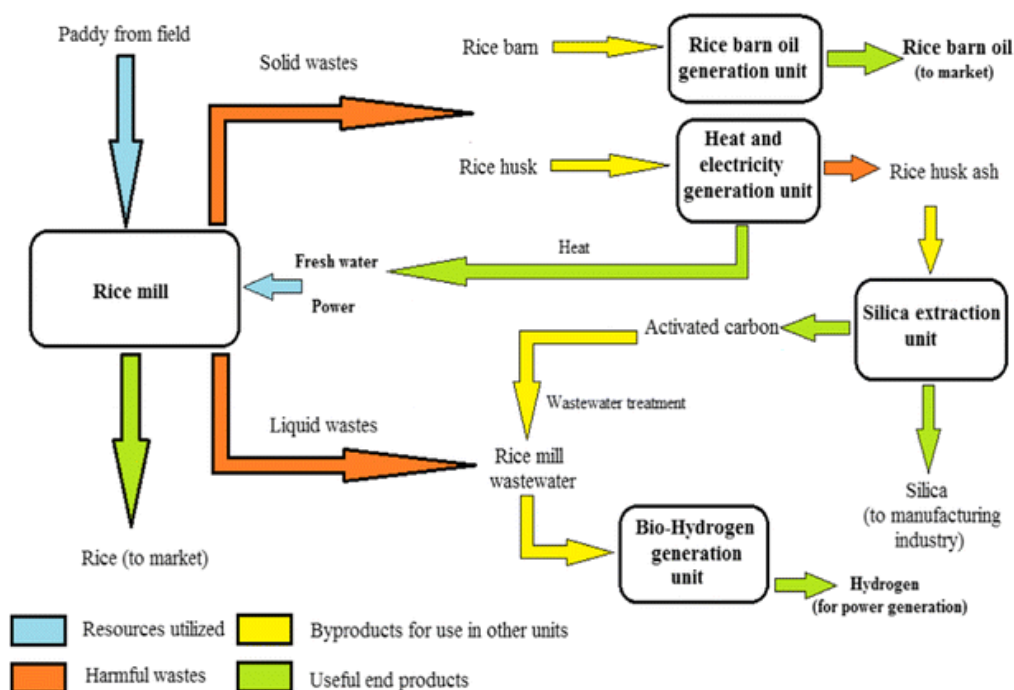 Paddy from field
Solid wastes
Rice barn
Rice barn oil
generation unit
Rice barn oil
(to market)
Rice husk
Heat and
electricity
generation unit
Rice husk ash
Heat
Fresh water
Power
Rice mill
Silica extraction
unit
Activated carbon
Wastewater treatment
Liquid wastes
Rice mill
wastewater
Silica
(to manufacturing
industry)
Bio-Hydrogen
generation
unit
Hydrogen
(for power generation)
Rice (to market)
Resources utilized
Byproducts for use in other units
Harmful wastes
Useful end products